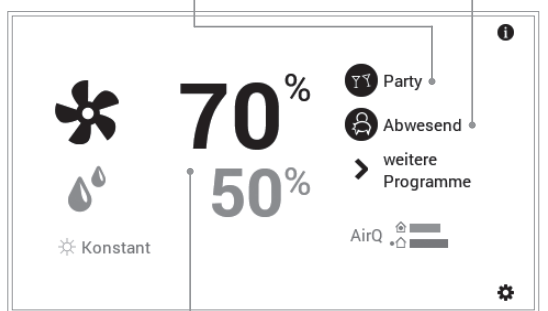 70%
Party
Abwesend
50%
weitere
Programme
Konstant
AirQ